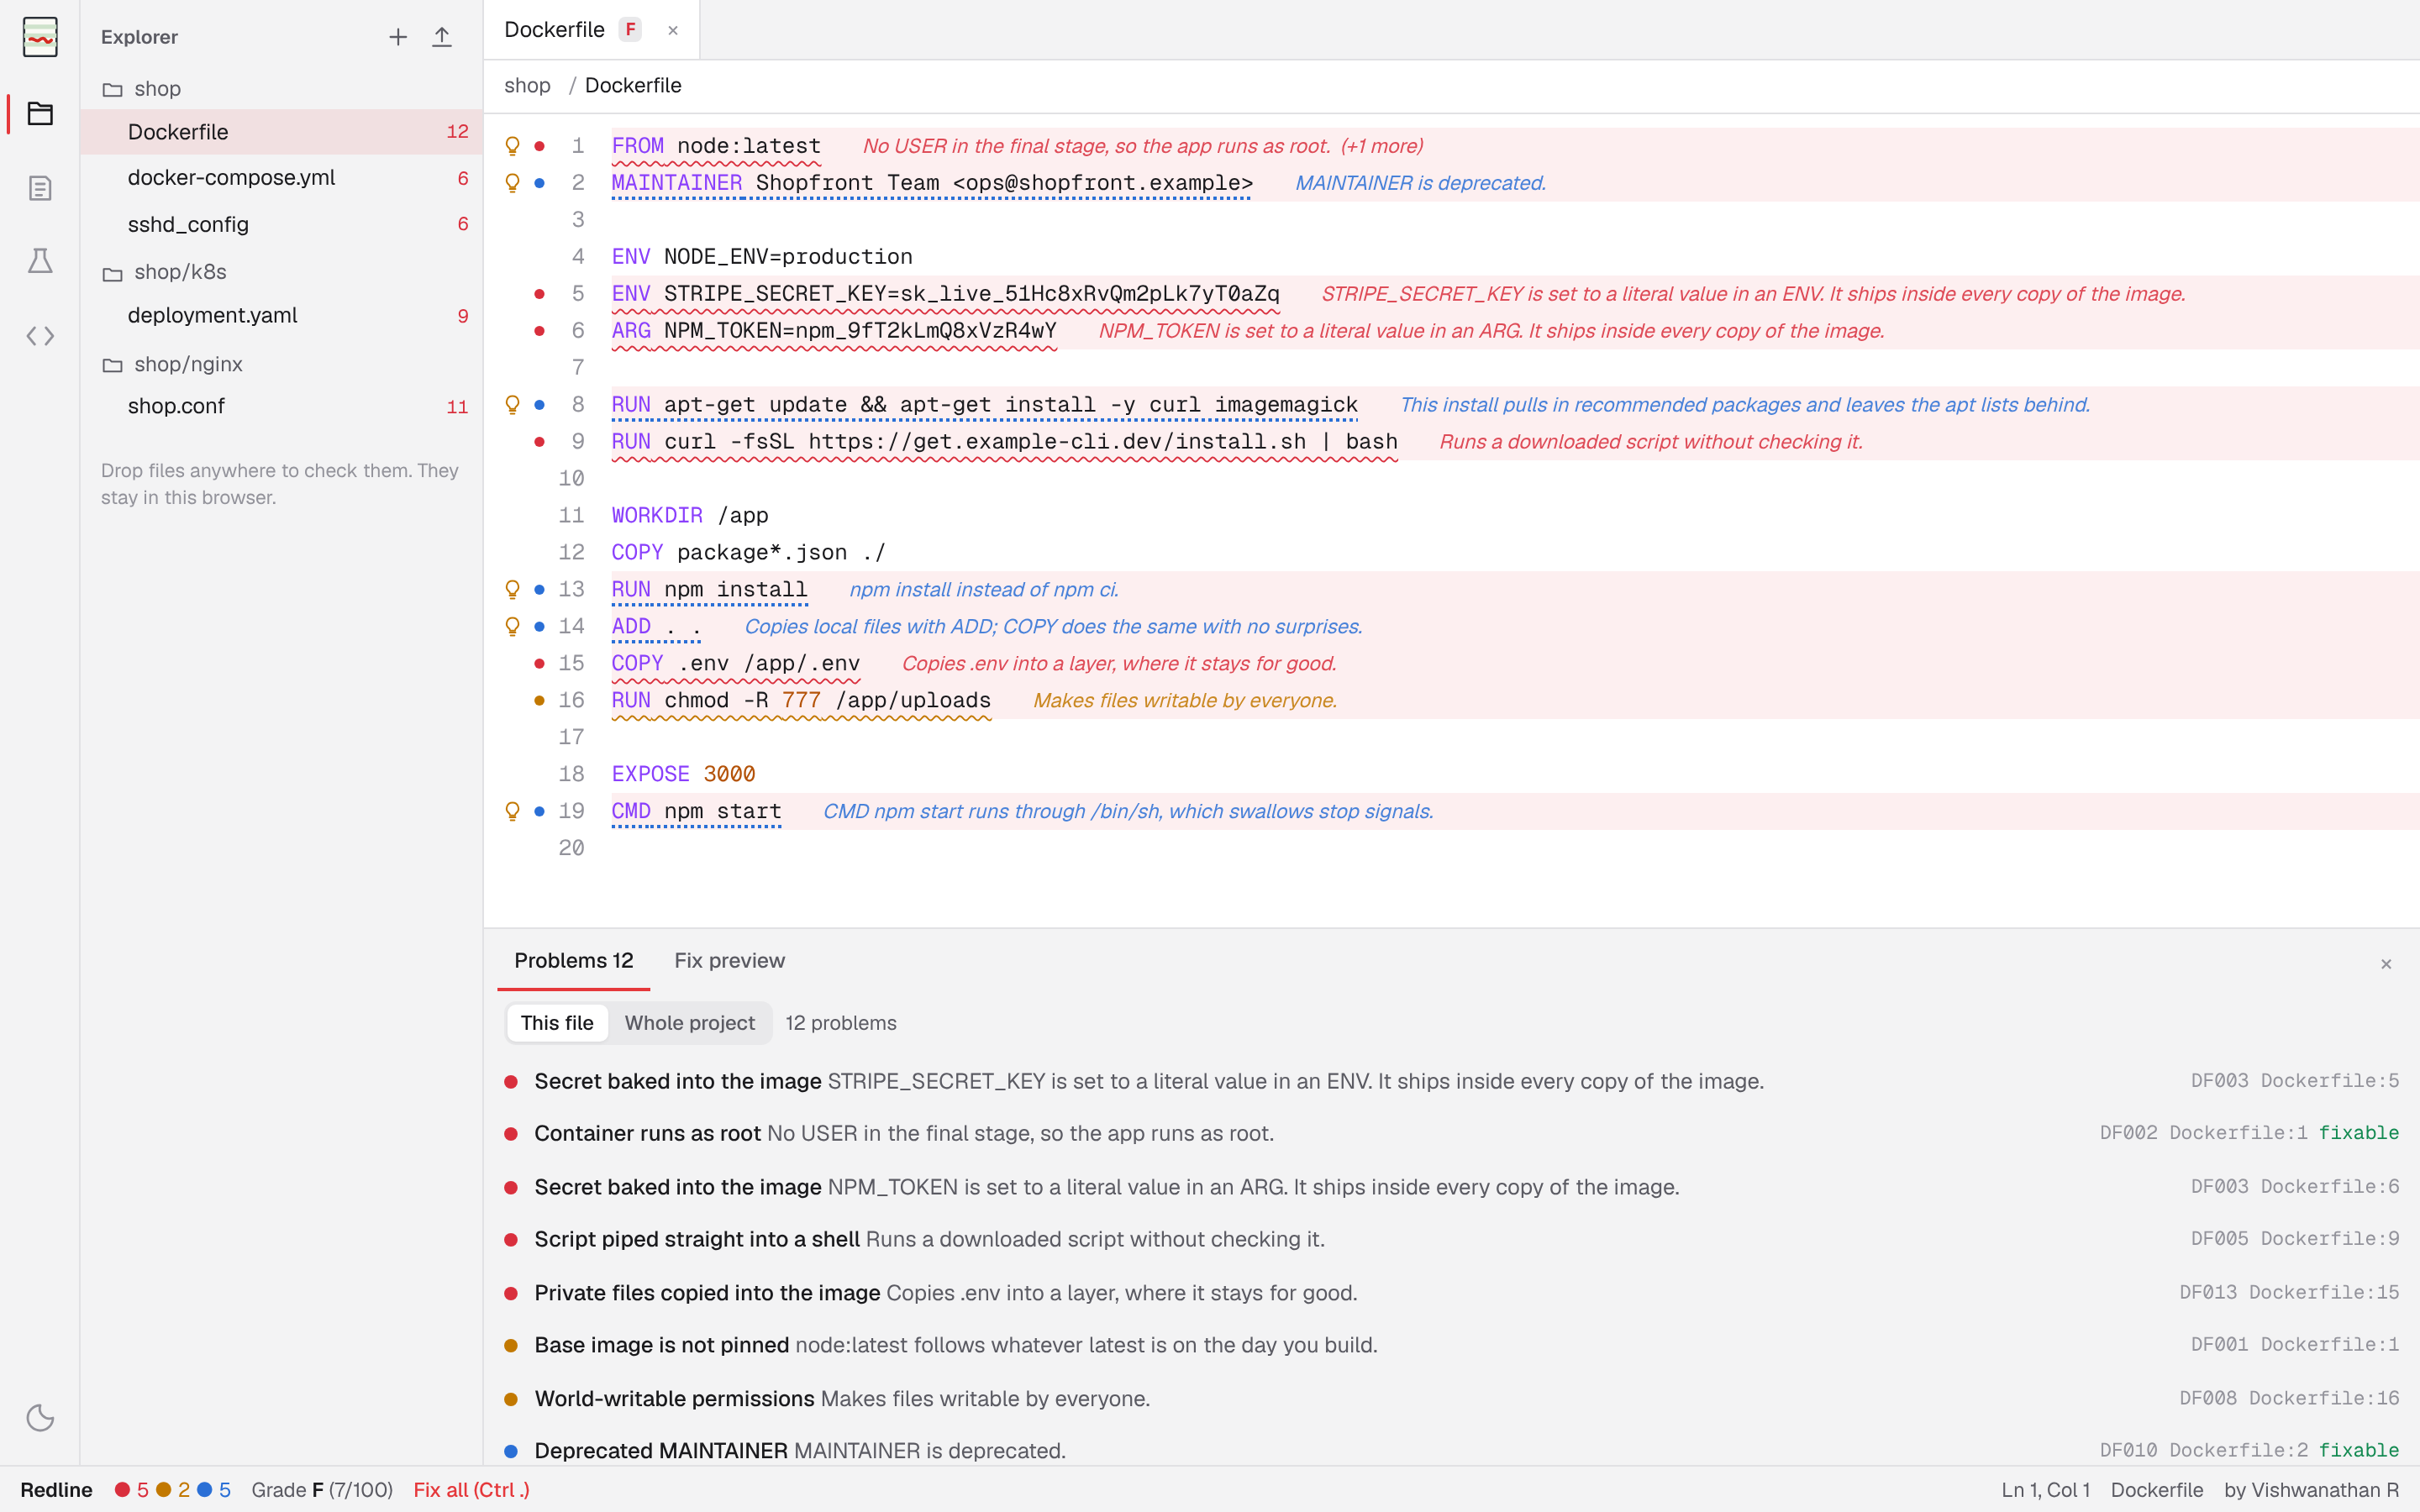 Explorer
shop
Dockerfile 12
docker-compose.yml 6
sshd_config 6
shop/k8s
deployment.yaml 9
shop/nginx
shop.conf 11
Drop files anywhere to check them. They
stay in this browser.
Dockerfile F ×
shop / Dockerfile
1 FROM node:latest No USER in the final stage, so the app runs as root. (+1 more)
2 MAINTAINER Shopfront Team <ops@shopfront.example> MAINTAINER is deprecated.
3
4 ENV NODE_ENV=production
5 ENV STRIPE_SECRET_KEY=sk_live_51Hc8xRvQm2pLk7yT0aZq STRIPE_SECRET_KEY is set to a literal value in an ENV. It ships inside every copy of the image.
6 ARG NPM_TOKEN=npm_9fT2kLmQ8xVzR4wY NPM_TOKEN is set to a literal value in an ARG. It ships inside every copy of the image.
7
8 RUN apt-get update && apt-get install -y curl imagemagick This install pulls in recommended packages and leaves the apt lists behind.
9 RUN curl -fsSL https://get.example-cli.dev/install.sh | bash Runs a downloaded script without checking it.
10
11 WORKDIR /app
12 COPY package*.json ./
13 RUN npm install npm install instead of npm ci.
14 ADD . . Copies local files with ADD; COPY does the same with no surprises.
15 COPY .env /app/.env Copies .env into a layer, where it stays for good.
16 RUN chmod -R 777 /app/uploads Makes files writable by everyone.
17
18 EXPOSE 3000
19 CMD npm start CMD npm start runs through /bin/sh, which swallows stop signals.
20
Problems 12 Fix preview ×
This file Whole project 12 problems
Secret baked into the image STRIPE_SECRET_KEY is set to a literal value in an ENV. It ships inside every copy of the image. DF003 Dockerfile:5
Container runs as root No USER in the final stage, so the app runs as root. DF002 Dockerfile:1 fixable
Secret baked into the image NPM_TOKEN is set to a literal value in an ARG. It ships inside every copy of the image. DF003 Dockerfile:6
Script piped straight into a shell Runs a downloaded script without checking it. DF005 Dockerfile:9
Private files copied into the image Copies .env into a layer, where it stays for good. DF013 Dockerfile:15
Base image is not pinned node:latest follows whatever latest is on the day you build. DF001 Dockerfile:1
World-writable permissions Makes files writable by everyone. DF008 Dockerfile:16
Deprecated MAINTAINER MAINTAINER is deprecated. DF010 Dockerfile:2 fixable
Redline 5 2 5 Grade F (7/100) Fix all (Ctrl .) Ln 1, Col 1 Dockerfile by Vishwanathan R